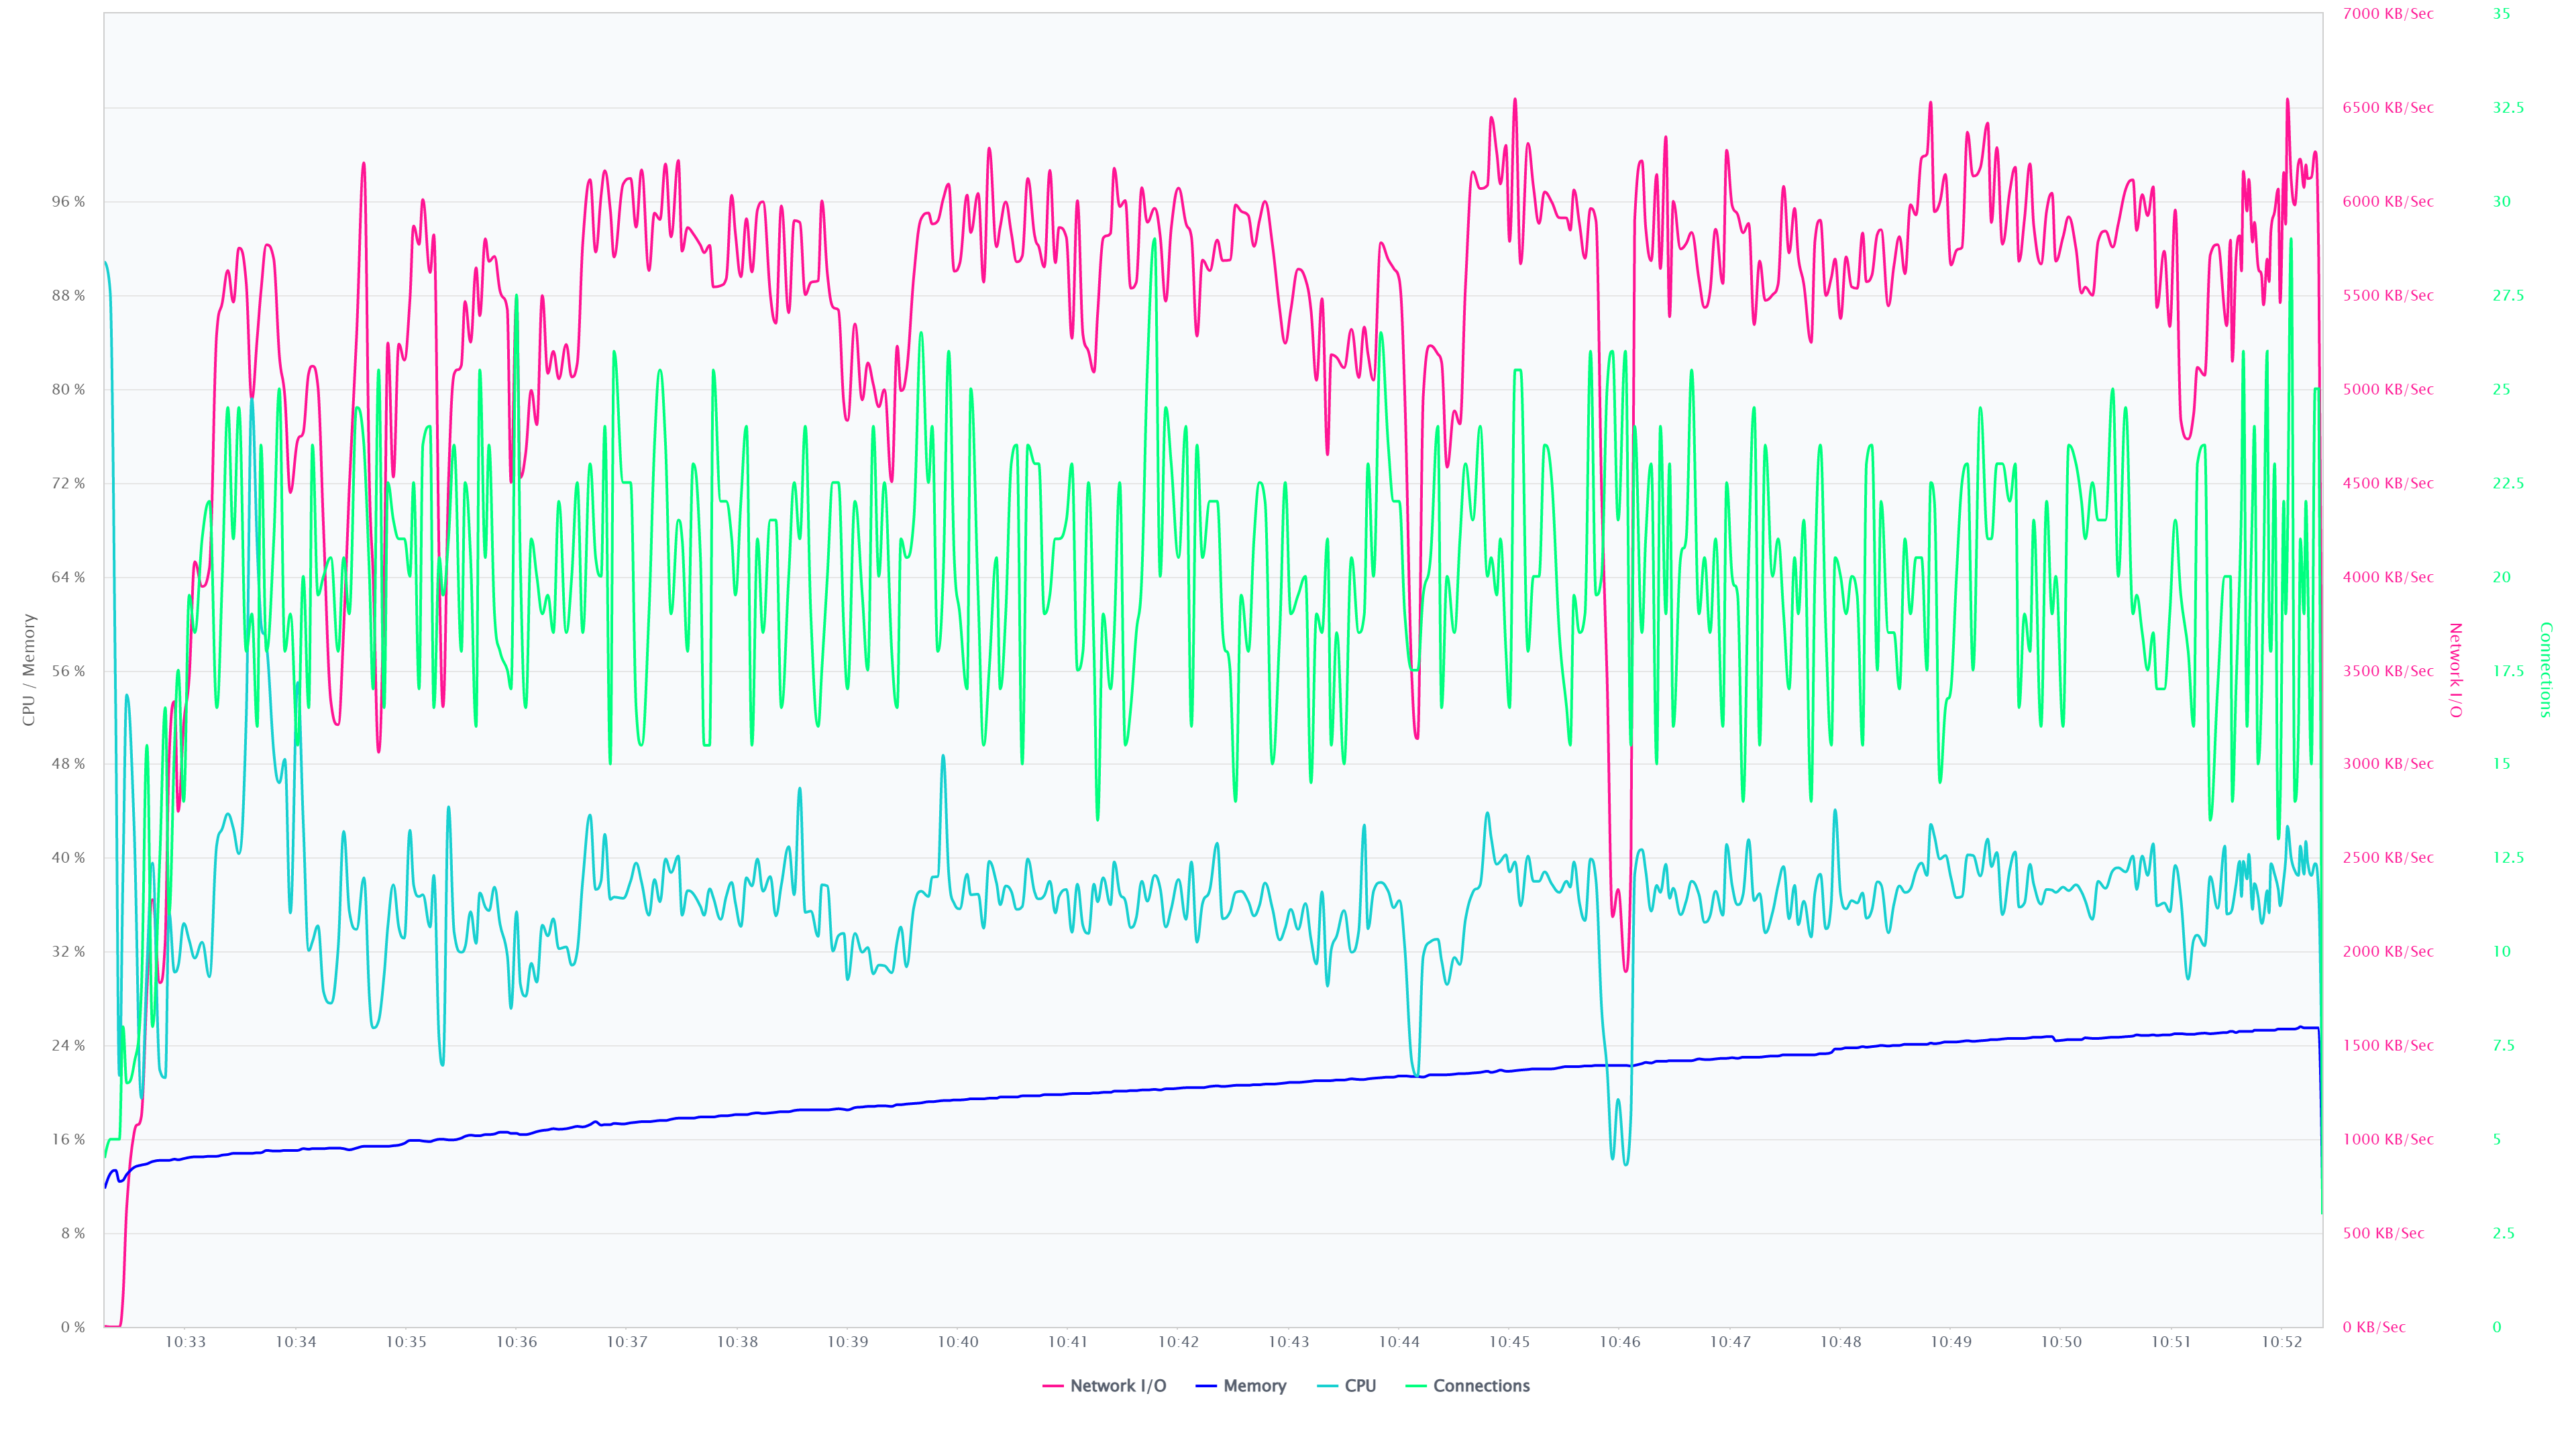 CPU / Memory
96 %
88 %
80 %
72 %
64 %
56 %
48 %
40 %
32 %
24 %
16 %
8 %
0 %
7000 KB/Sec
6500 KB/Sec
6000 KB/Sec
5500 KB/Sec
5000 KB/Sec
4500 KB/Sec
4000 KB/Sec
3500 KB/Sec
3000 KB/Sec
2500 KB/Sec
2000 KB/Sec
1500 KB/Sec
1000 KB/Sec
500 KB/Sec
0 KB/Sec
Network I/O
35
32.5
30
27.5
25
22.5
20
17.5
15
12.5
10
7.5
5
2.5
0
Connections
10:33 10:34 10:35 10:36 10:37 10:38 10:39 10:40 10:41 10:42 10:43 10:44 10:45 10:46 10:47 10:48 10:49 10:50 10:51 10:52
Network I/O Memory CPU Connections